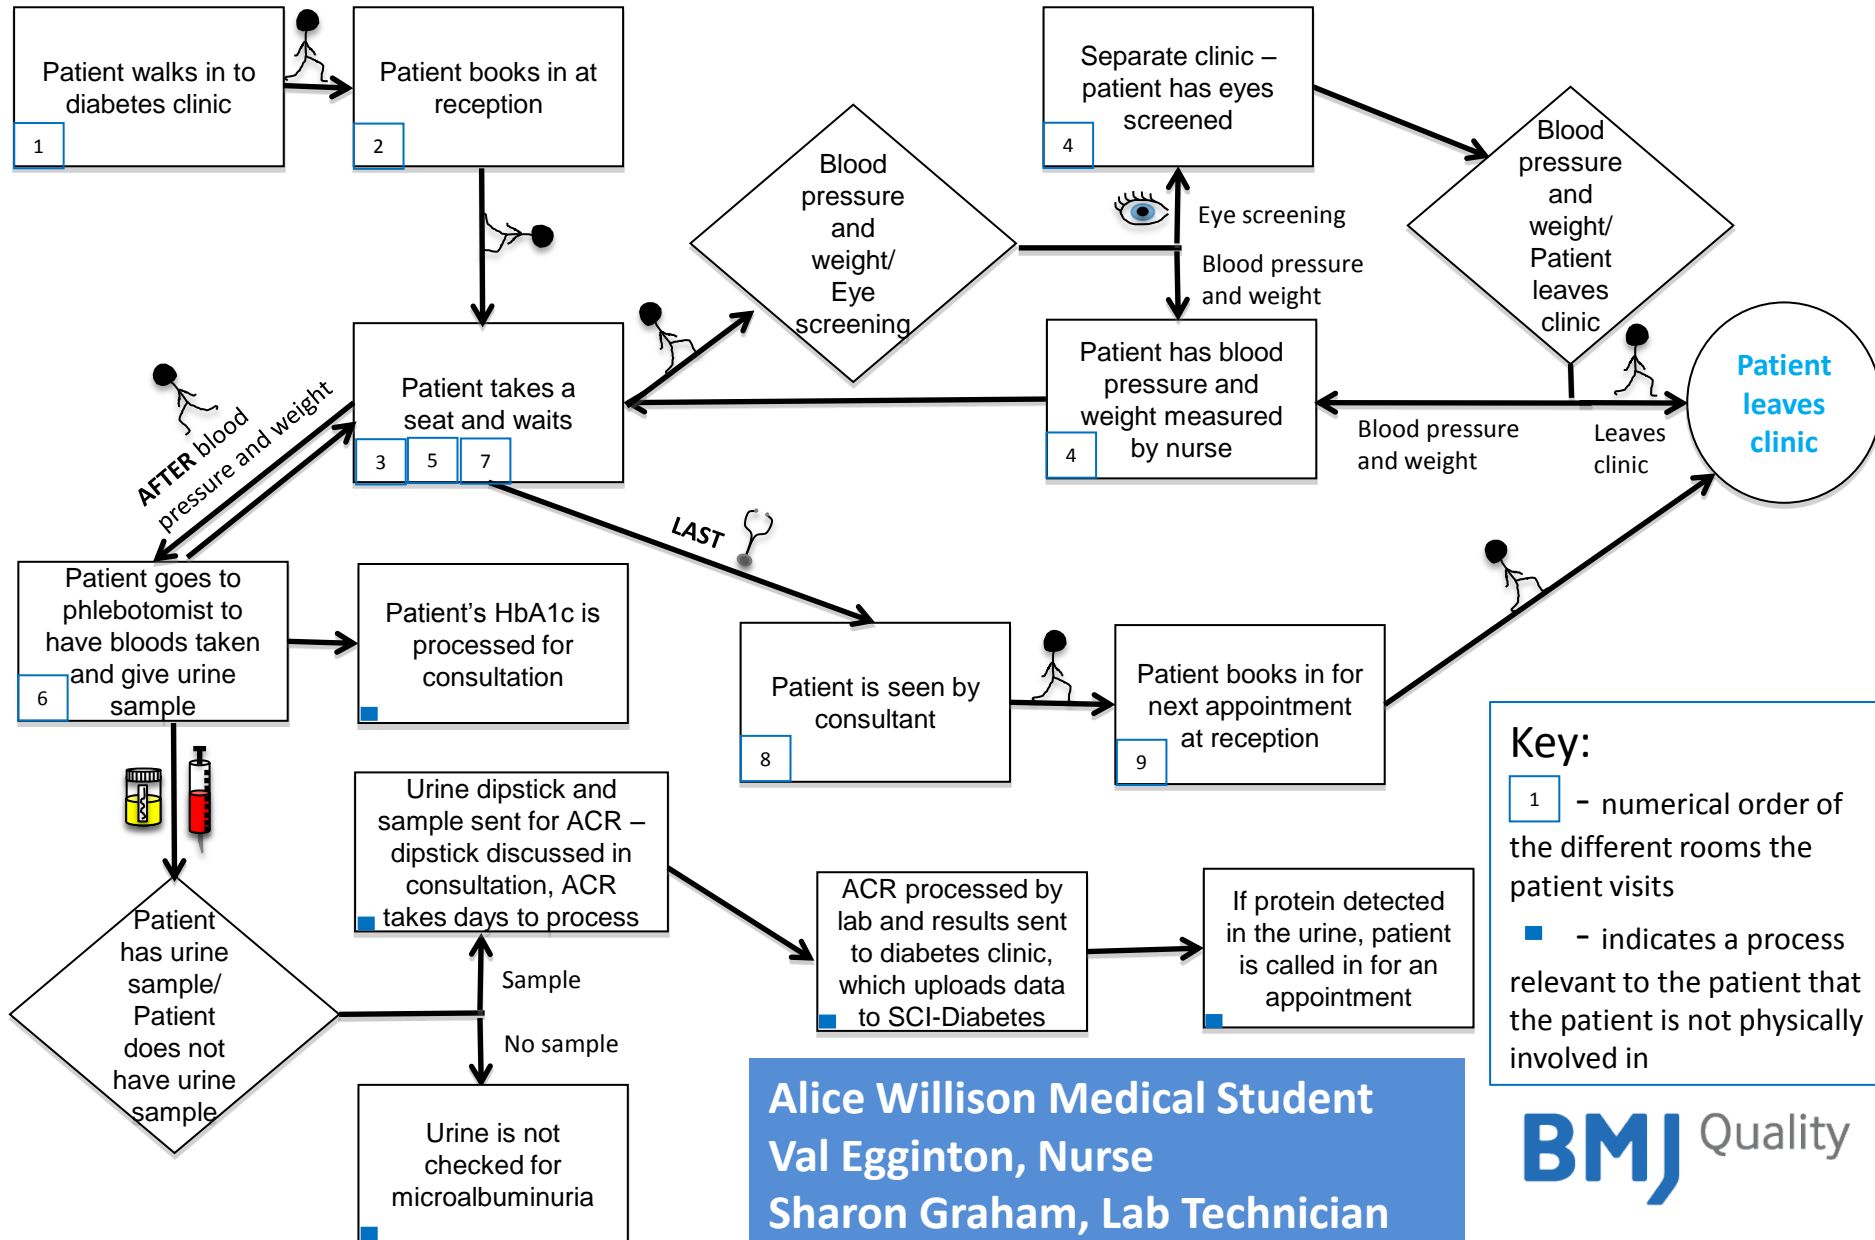 Patient walks in to
diabetes clinic
1
Patient books in at
reception
2
Blood
pressure
and
weight/
Eye
screening
Separate clinic –
patient has eyes
screened
4
Eye screening
Blood pressure
and weight
Blood
pressure
and
weight/
Patient
leaves
clinic
Patient takes a
seat and waits
3
5
7
Patient has blood
pressure and
weight measured
by nurse
4
Blood pressure
and weight
Leaves
clinic
Patient
leaves
clinic
AFTER blood
pressure and weight
LAST
Patient goes to
phlebotomist to
have bloods taken
and give urine
sample
6
Patient's HbA1c is
processed for
consultation
Patient is seen by
consultant
8
Patient books in for
next appointment
at reception
9
Patient
has urine
sample/
Patient
does not
have urine
sample
Urine dipstick and
sample sent for ACR –
dipstick discussed in
consultation, ACR
takes days to process
Sample
No sample
Urine is not
checked for
microalbuminuria
ACR processed by
lab and results sent
to diabetes clinic,
which uploads data
to SCI-Diabetes
If protein detected
in the urine, patient
is called in for an
appointment
Key:
1 - numerical order of
the different rooms the
patient visits
- indicates a process
relevant to the patient that
the patient is not physically
involved in
Alice Willison Medical Student
Val Egginton, Nurse
Sharon Graham, Lab Technician
BMJ Quality